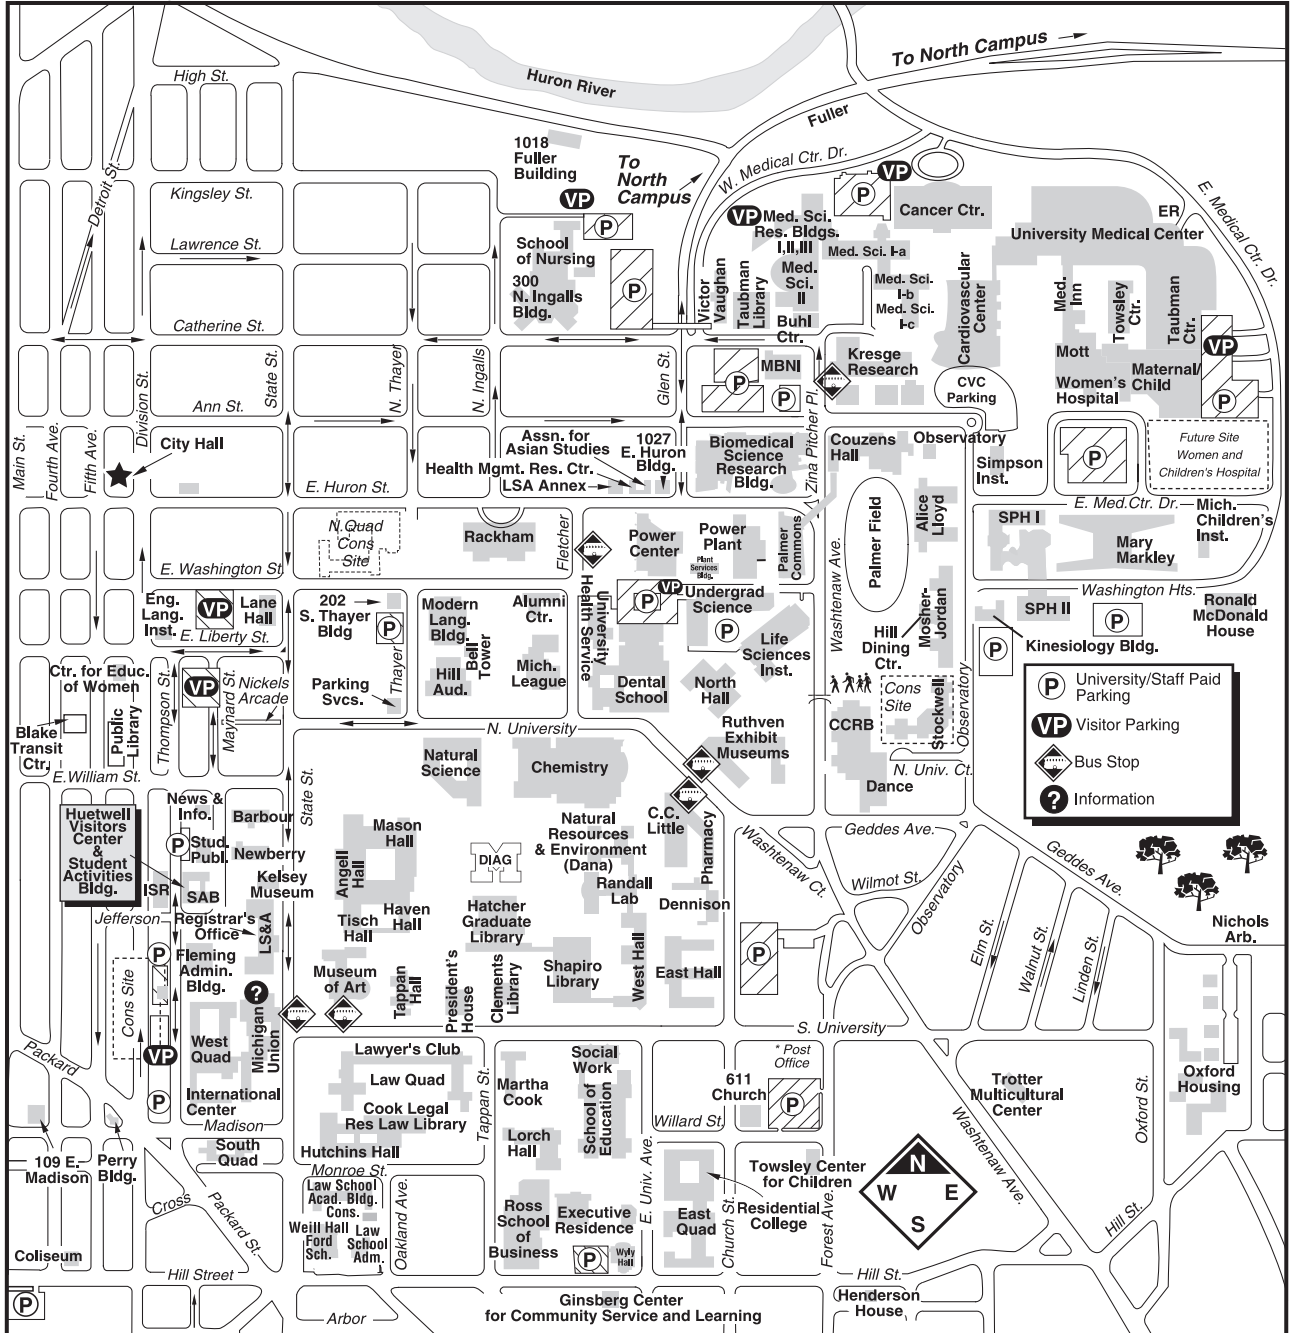 To North Campus
High St.
Huron River
Fuller
1018
Fuller
Building
To
North
Campus
W. Medical Ctr. Dr.
Detroit St.
Kingsley St.
VP
P
VP
P
Cancer Ctr.
ER
E. Medical Ctr. Dr.
University Medical Center
Lawrence St.
School
of Nursing
300
N. Ingalls
Bldg.
P
VP
Med. Sci.
Res. Bldgs.
I,II,III
Med. Sci. I-a
Med.
Sci.
II
Med. Sci.
I-b
Med. Sci.
I-c
Victor
Vaughan
Taubman
Library
Buhl
Ctr.
Cardiovascular
Center
Med.
Inn
Towsley
Ctr.
Taubman
Ctr.
VP
P
Catherine St.
State St.
N. Thayer
N. Ingalls
Glen St.
P
MBNI
P
Zina Pitcher Pl.
Kresge
Research
CVC
Parking
Mott
Women's
Hospital
Maternal/
Child
Ann St.
Main St.
Fourth Ave.
Fifth Ave.
Division St.
City Hall
Assn. for
Asian Studies
Health Mgmt. Res. Ctr.
LSA Annex
1027
E. Huron
Bldg.
Biomedical
Science
Research
Bldg.
Couzens
Hall
Observatory
Simpson
Inst.
P
Future Site
Women and
Children's Hospital
E. Huron St.
E. Med.Ctr. Dr.
N.Quad
Cons
Site
Rackham
Fletcher
Power
Center
Power
Plant
Plant
Services
Bldg.
Palmer
Commons
Palmer Field
Alice
Lloyd
SPH I
Mary
Markley
Mich.
Children's
Inst.
E. Washington St.
Washington Hts.
Eng.
Lang.
Inst.
VP
Lane
Hall
E. Liberty St.
202
S. Thayer
Bldg
P
Modern
Lang.
Bldg.
Bell
Tower
Hill
Aud.
Alumni
Ctr.
Mich.
League
University
Health Service
P
VP
Undergrad
Science
P
Dental
School
North
Hall
Life
Sciences
Inst.
Washtenaw Ave.
Hill
Dining
Ctr.
Mosher-
Jordan
SPH II
P
Kinesiology Bldg.
P
Ronald
McDonald
House
Ctr. for Educ.
of Women
Thompson St.
VP
Maynard St.
Nickels
Arcade
Parking
Svcs.
Thayer
Blake
Transit
Ctr.
Public
Library
N. University
Ruthven
Exhibit
Museums
CCRB
Cons
Site
Stockwell
Observatory
N. Univ. Ct.
Dance
P University/Staff Paid
Parking
VP Visitor Parking
Bus Stop
? Information
E.William St.
Huetwell
Visitors
Center
&
Student
Activities
Bldg.
News &
Info.
P
Stud.
Publ.
Barbour
Newberry
Kelsey
Museum
State St.
Natural
Science
Chemistry
Mason
Hall
Angell
Hall
M
DIAG
Natural
Resources
& Environment
(Dana)
C.C.
Little
Pharmacy
Randall
Lab
Dennison
Washtenaw Ct.
Geddes Ave.
Wilmot St.
Observatory
Geddes Ave.
Elm St.
Walnut St.
Linden St.
Nichols
Arb.
ISR
SAB
Jefferson
Registrar's
Office
LS&A
Tisch
Hall
Haven
Hall
Hatcher
Graduate
Library
Cons Site
P
Fleming
Admin.
Bldg.
?
Museum
of Art
Tappan
Hall
President's
House
Clements
Library
Shapiro
Library
West Hall
East Hall
P
VP
West
Quad
Michigan
Union
S. University
* Post
Office
Packard
P
International
Center
Madison
Lawyer's Club
Law Quad
Cook Legal
Res Law Library
Hutchins Hall
Tappan St.
Martha
Cook
Social
Work
School of
Education
Lorch
Hall
611
Church
P
Willard St.
Trotter
Multicultural
Center
Oxford St.
Oxford
Housing
Washtenaw Ave.
109 E.
Madison
Perry
Bldg.
South
Quad
Cross
Packard St.
Monroe St.
Law School
Acad. Bldg.
Cons.
Weill Hall
Ford
Sch.
Law
School
Adm.
Oakland Ave.
Ross
School
of
Business
Executive
Residence
P
Wyly
Hall
E. Univ. Ave.
East
Quad
Church St.
Towsley Center
for Children
Residential
College
Forest Ave.
N
W E
S
Hill St.
Coliseum
Hill Street
Hill St.
P
Arbor
Ginsberg Center
for Community Service and Learning
Henderson
House